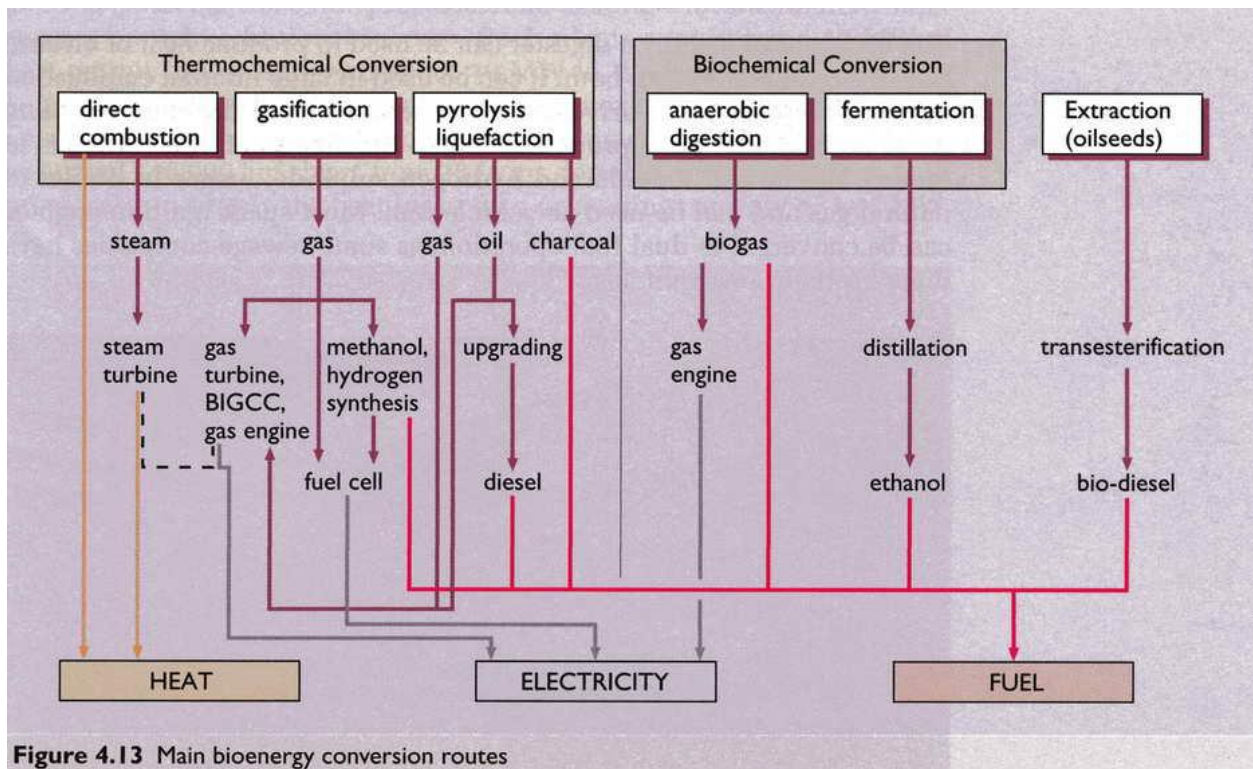 Thermochemical Conversion
Biochemical Conversion
direct
combustion
gasification
pyrolysis
liquefaction
anaerobic
digestion
fermentation
Extraction
(oilseeds)
steam
gas
gas
oil
charcoal
biogas
steam
turbine
gas
turbine,
BIGCC,
gas engine
methanol,
hydrogen
synthesis
upgrading
gas
engine
distillation
transesterification
fuel cell
diesel
ethanol
bio-diesel
HEAT
ELECTRICITY
FUEL
Figure 4.13 Main bioenergy conversion routes